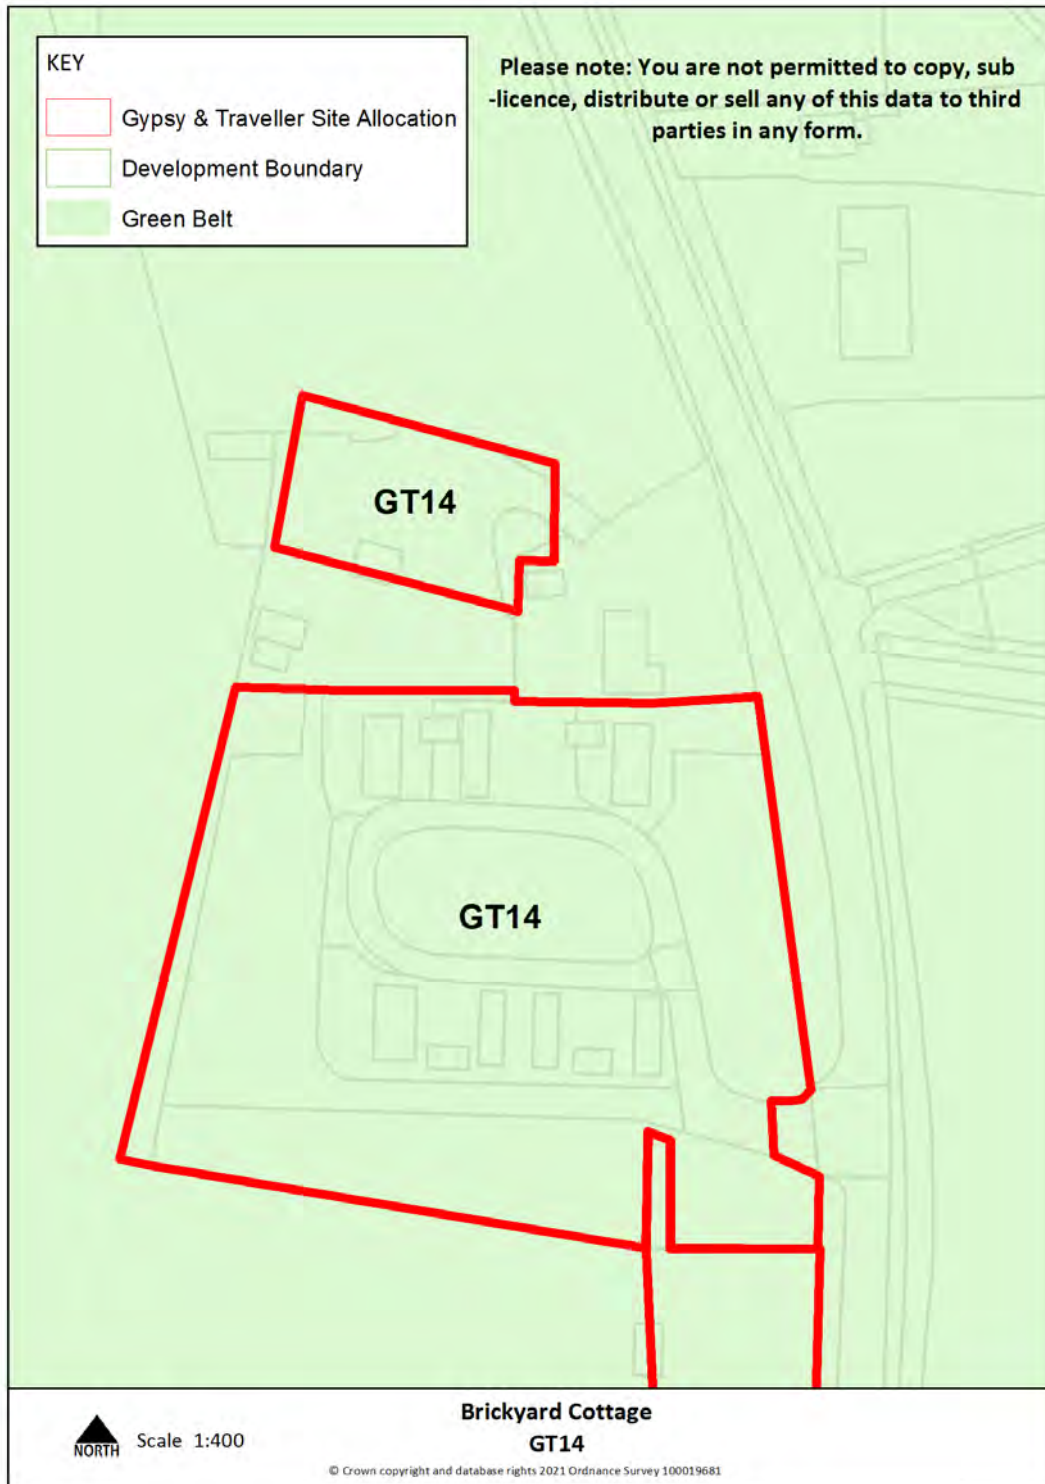 KEY
Gypsy & Traveller Site Allocation
Development Boundary
Green Belt
Please note: You are not permitted to copy, sub
-licence, distribute or sell any of this data to third
parties in any form.
GT14
GT14
NORTH
Scale 1:400
Brickyard Cottage
GT14
© Crown copyright and database rights 2021 Ordnance Survey 100019681